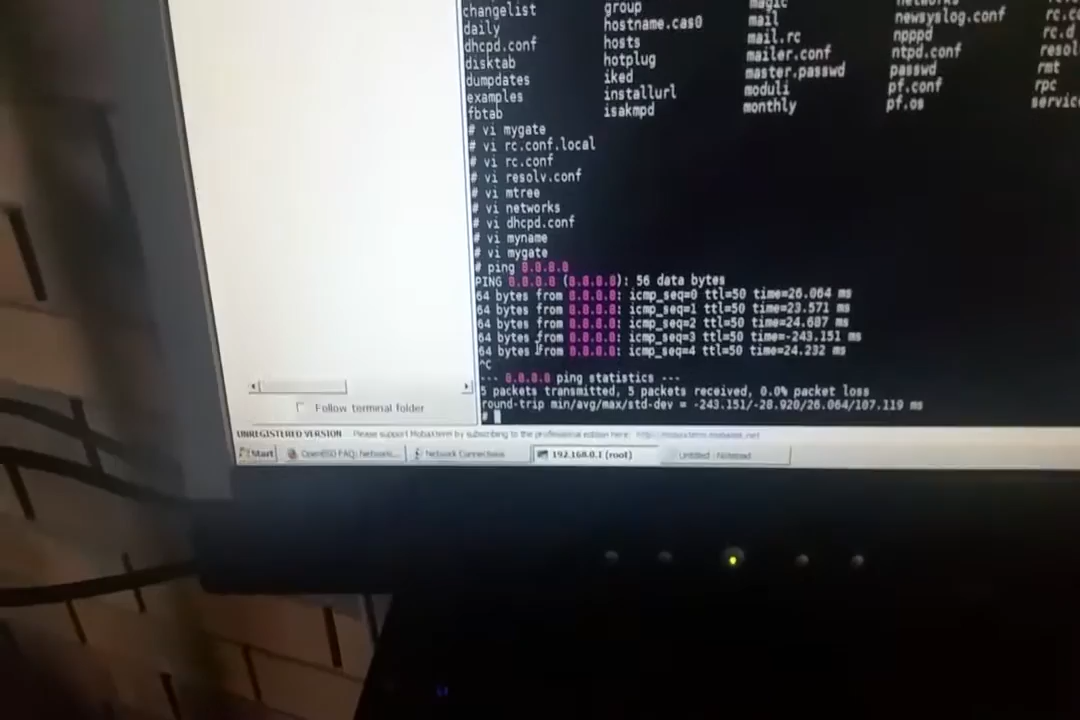 changelist group magic
daily hostname.cas0 mail newsyslog.conf
dhcpd.conf hosts mail.rc npppd rc.d
disktab hotplug mailer.conf ntpd.conf
dumpdates iked master.passwd passwd rmt
examples installurl moduli pf.conf rpc
fbtab isakmpd monthly pf.os
# vi mygate
# vi rc.conf.local
# vi rc.conf
# vi resolv.conf
# vi mtree
# vi networks
# vi dhcpd.conf
# vi myname
# vi mygate
# ping 8.8.8.8
PING 8.8.8.8 (8.8.8.8): 56 data bytes
64 bytes from 8.8.8.8: icmp_seq=0 ttl=50 time=26.064 ms
64 bytes from 8.8.8.8: icmp_seq=1 ttl=50 time=23.571 ms
64 bytes from 8.8.8.8: icmp_seq=2 ttl=50 time=24.687 ms
64 bytes from 8.8.8.8: icmp_seq=3 ttl=50 time=-243.151 ms
64 bytes from 8.8.8.8: icmp_seq=4 ttl=50 time=24.232 ms
^C
--- 8.8.8.8 ping statistics ---
5 packets transmitted, 5 packets received, 0.0% packet loss
round-trip min/avg/max/std-dev = -243.151/-28.920/26.064/107.119 ms
#
Follow terminal folder
UNREGISTERED VERSION - Please support MobaXterm by subscribing to the professional edition here: http://mobaxterm.mobatek.net
Start OpenBSD FAQ: Network... Network Connections 192.168.0.1 (root) Untitled - Notepad